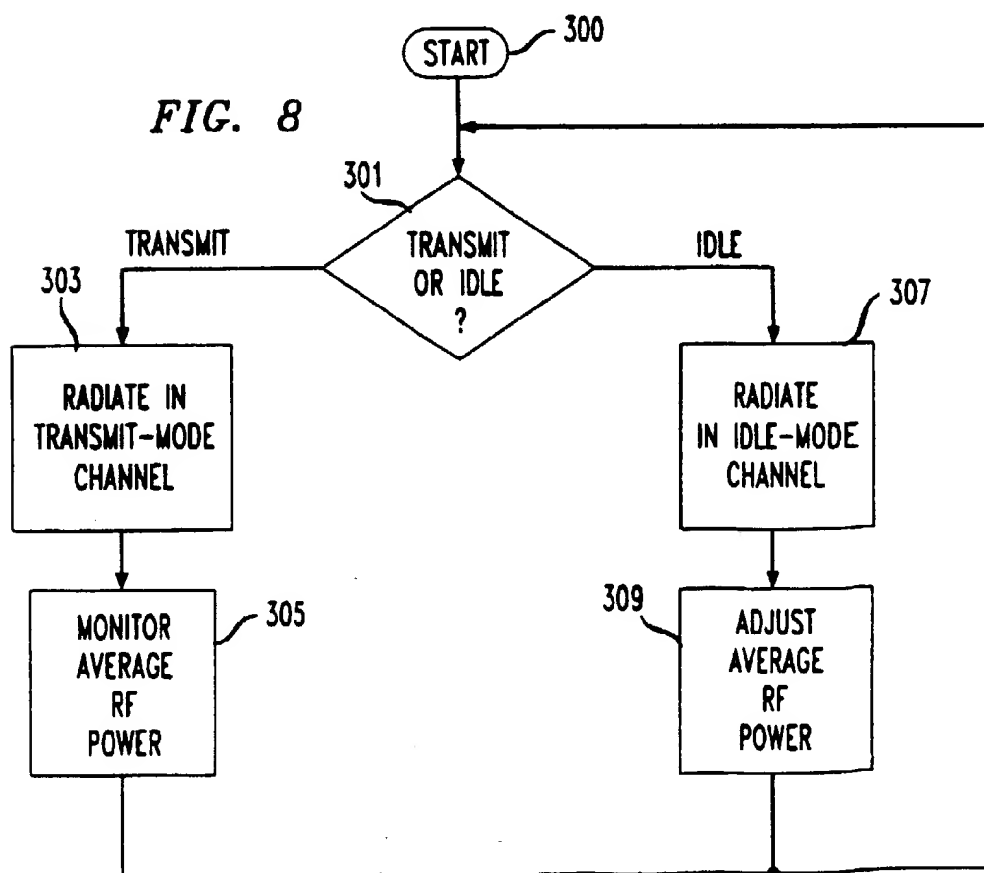 START
300
FIG. 8
301
TRANSMIT
OR IDLE
?
TRANSMIT
IDLE
303
307
RADIATE IN
TRANSMIT-MODE
CHANNEL
RADIATE
IN IDLE-MODE
CHANNEL
305
MONITOR
AVERAGE
RF
POWER
309
ADJUST
AVERAGE
RF
POWER